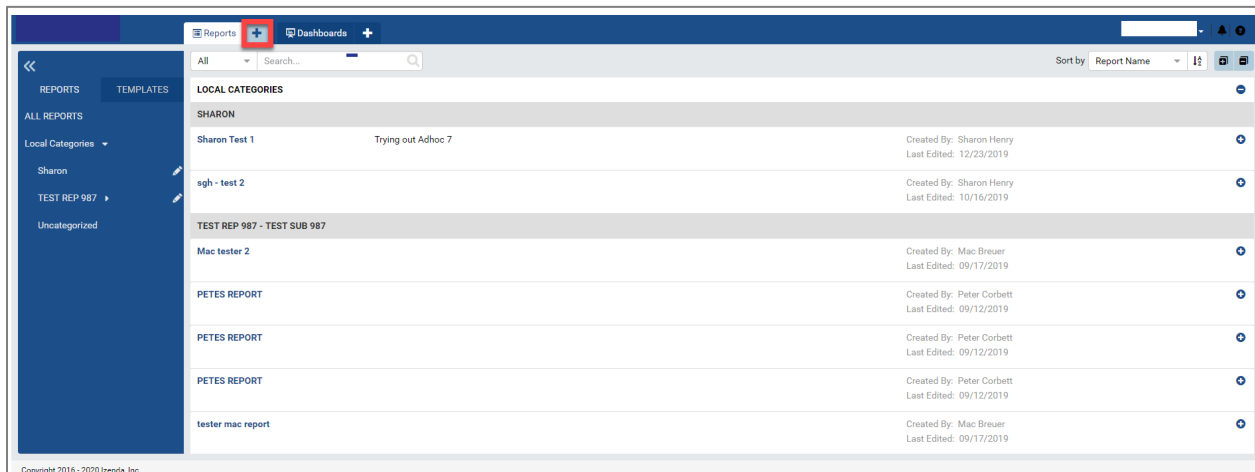 Reports
Dashboards
All Search... Sort by Report Name
REPORTS TEMPLATES
ALL REPORTS
Local Categories
Sharon
TEST REP 987
Uncategorized
LOCAL CATEGORIES
SHARON
Sharon Test 1 Trying out Adhoc 7 Created By: Sharon Henry
Last Edited: 12/23/2019
sgh - test 2 Created By: Sharon Henry
Last Edited: 10/16/2019
TEST REP 987 - TEST SUB 987
Mac tester 2 Created By: Mac Breuer
Last Edited: 09/17/2019
PETES REPORT Created By: Peter Corbett
Last Edited: 09/12/2019
PETES REPORT Created By: Peter Corbett
Last Edited: 09/12/2019
PETES REPORT Created By: Peter Corbett
Last Edited: 09/12/2019
tester mac report Created By: Mac Breuer
Last Edited: 09/17/2019
Copyright 2016 - 2020 Izenda, Inc.